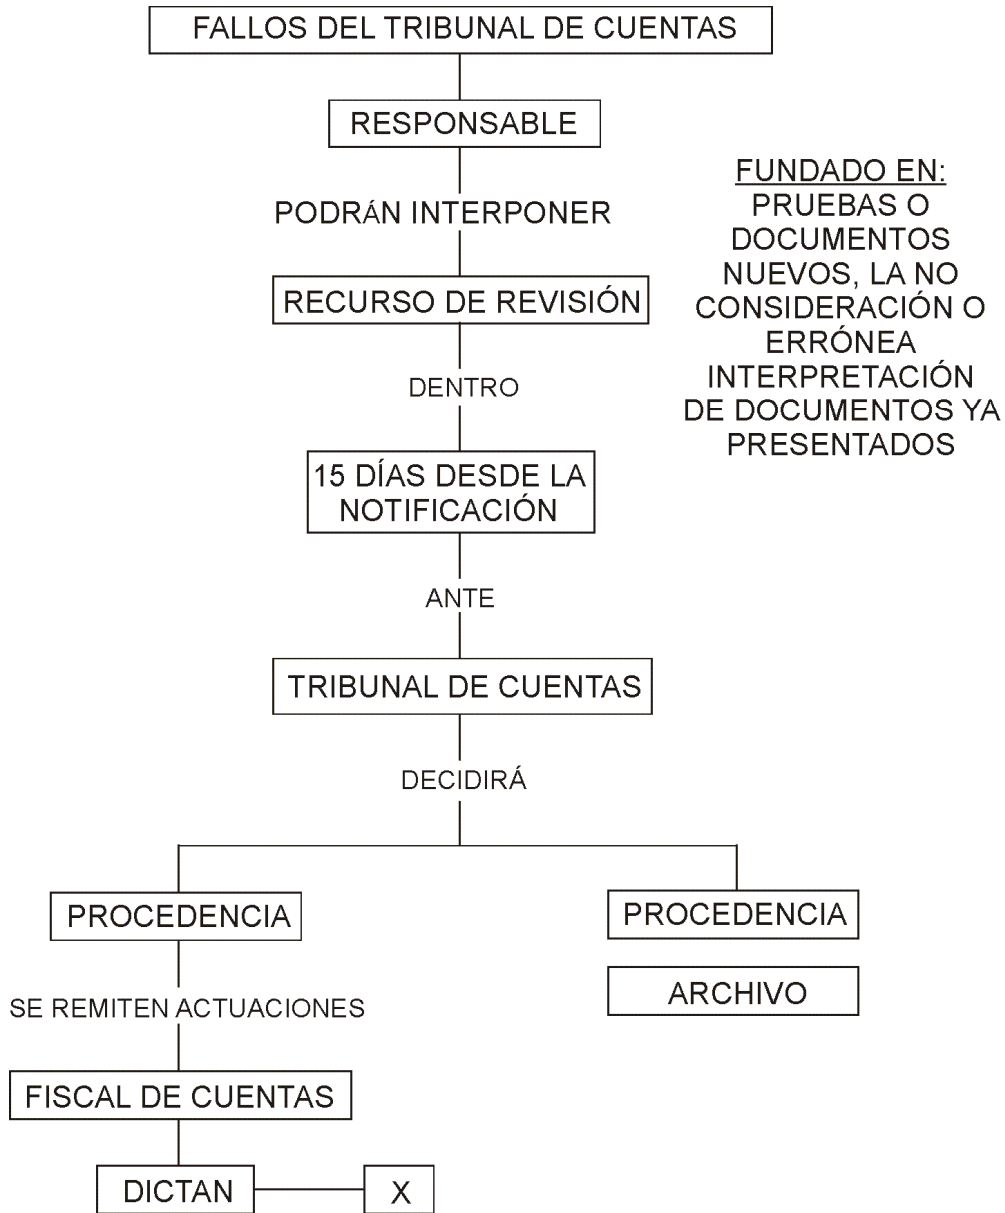 FALLOS DEL TRIBUNAL DE CUENTAS
RESPONSABLE
PODRÁN INTERPONER
RECURSO DE REVISIÓN
DENTRO
15 DÍAS DESDE LA
NOTIFICACIÓN
ANTE
TRIBUNAL DE CUENTAS
DECIDIRÁ
FUNDADO EN:
PRUEBAS O
DOCUMENTOS
NUEVOS, LA NO
CONSIDERACIÓN O
ERRÓNEA
INTERPRETACIÓN
DE DOCUMENTOS YA
PRESENTADOS
PROCEDENCIA
SE REMITEN ACTUACIONES
FISCAL DE CUENTAS
DICTAN
X
PROCEDENCIA
ARCHIVO